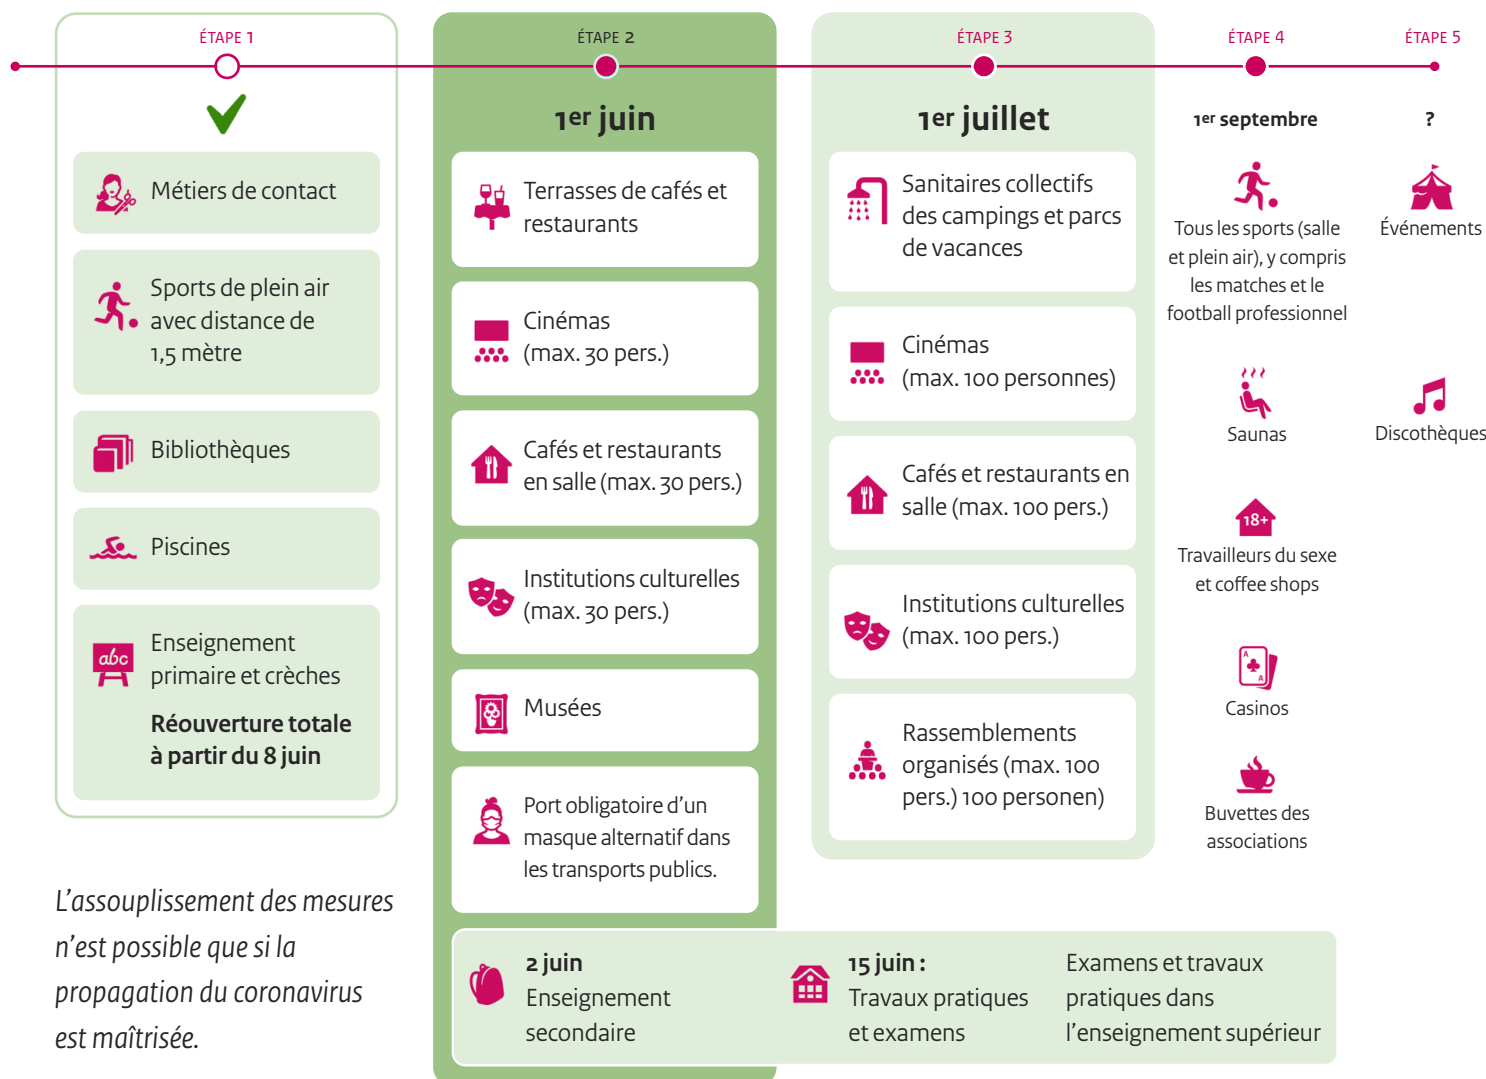 ÉTAPE 1
Métiers de contact
Sports de plein air
avec distance de
1,5 mètre
Bibliothèques
Piscines
abc
Enseignement
primaire et crèches
Réouverture totale
à partir du 8 juin
L'assouplissement des mesures
n'est possible que si la
propagation du coronavirus
est maîtrisée.
ÉTAPE 2
1er juin
Terrasses de cafés et
restaurants
Cinémas
(max. 30 pers.)
Cafés et restaurants
en salle (max. 30 pers.)
Institutions culturelles
(max. 30 pers.)
Musées
Port obligatoire d'un
masque alternatif dans
les transports publics.
2 juin
Enseignement
secondaire
15 juin :
Travaux pratiques
et examens
Examens et travaux
pratiques dans
l'enseignement supérieur
ÉTAPE 3
1er juillet
Sanitaires collectifs
des campings et parcs
de vacances
Cinémas
(max. 100 personnes)
Cafés et restaurants en
salle (max. 100 pers.)
Institutions culturelles
(max. 100 pers.)
Rassemblements
organisés (max. 100
pers.) 100 personen)
ÉTAPE 4
1er septembre
Tous les sports (salle
et plein air), y compris
les matches et le
football professionnel
Saunas
18+
Travailleurs du sexe
et coffee shops
A
A
Casinos
Buvettes des
associations
ÉTAPE 5
?
Événements
Discothèques